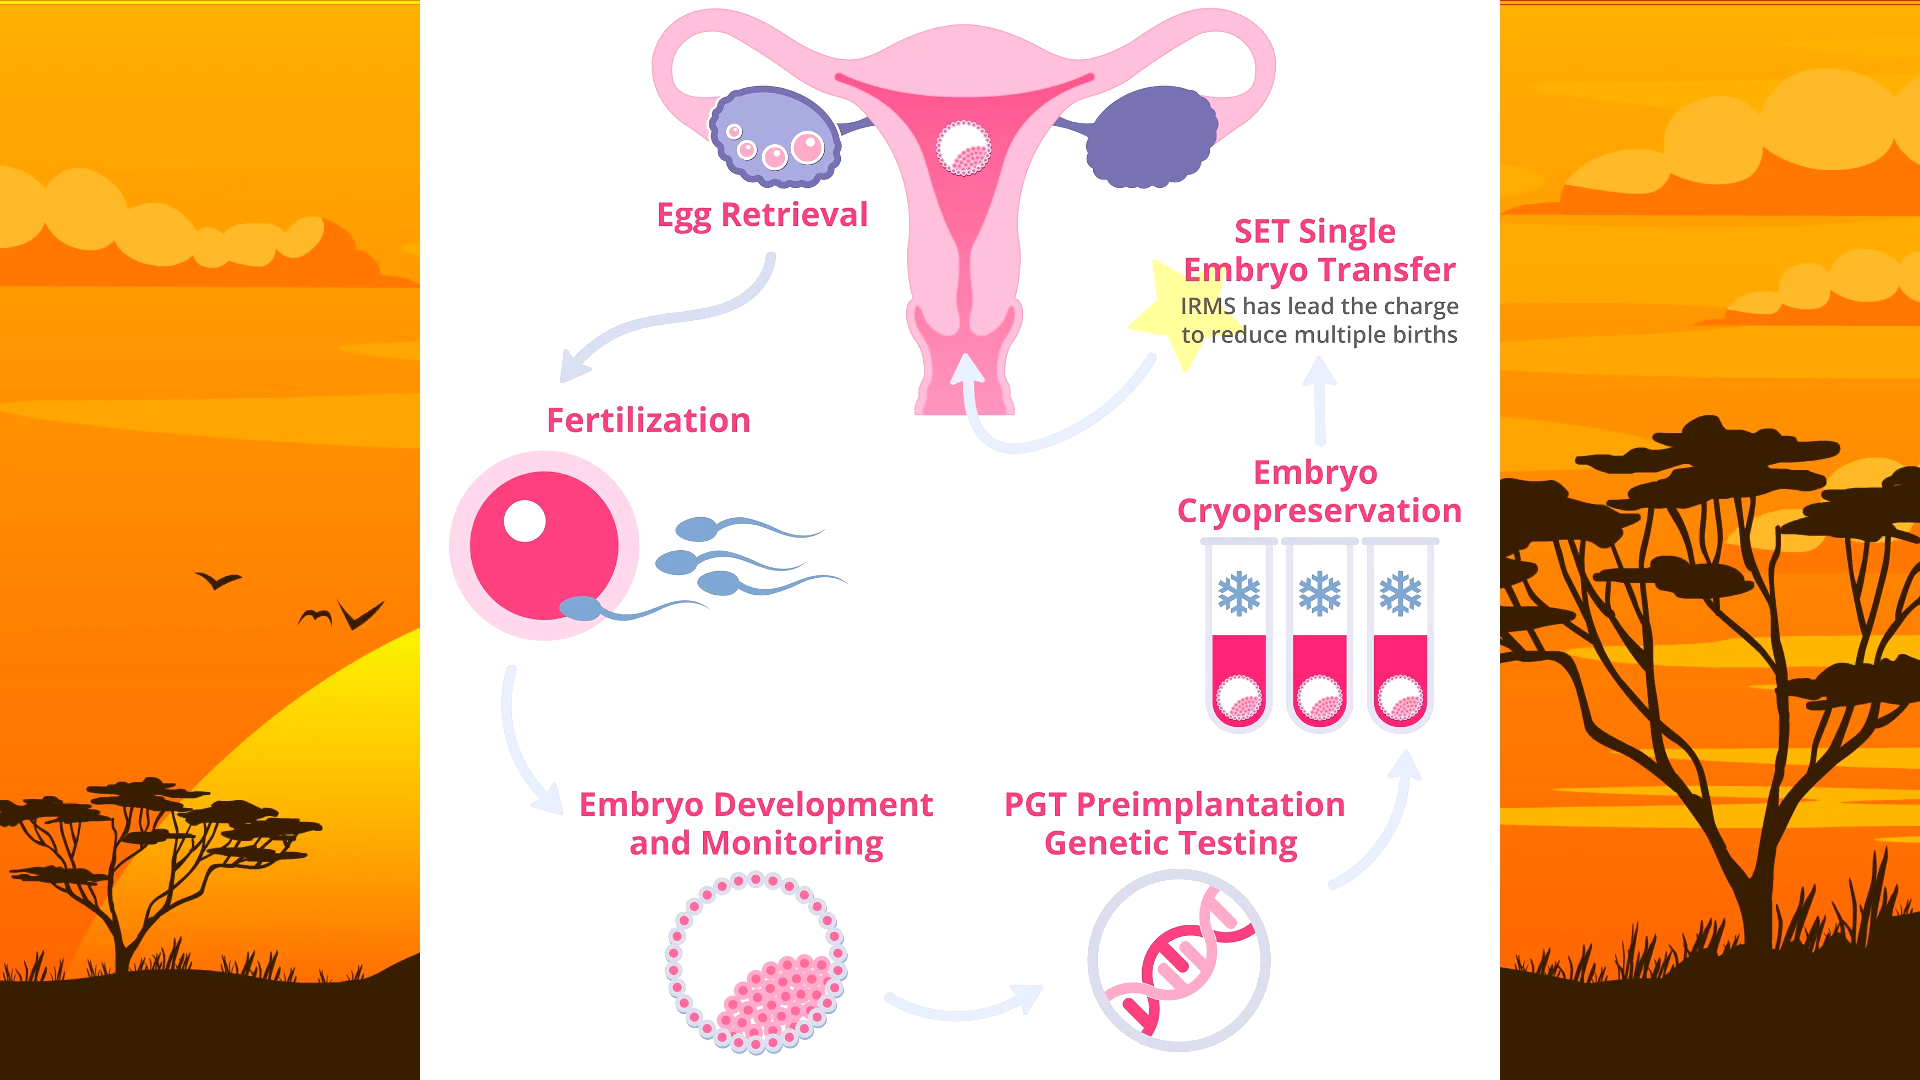 Egg Retrieval
Fertilization
Embryo Development
and Monitoring
PGT Preimplantation
Genetic Testing
Embryo
Cryopreservation
SET Single
Embryo Transfer
IRMS has lead the charge
to reduce multiple births